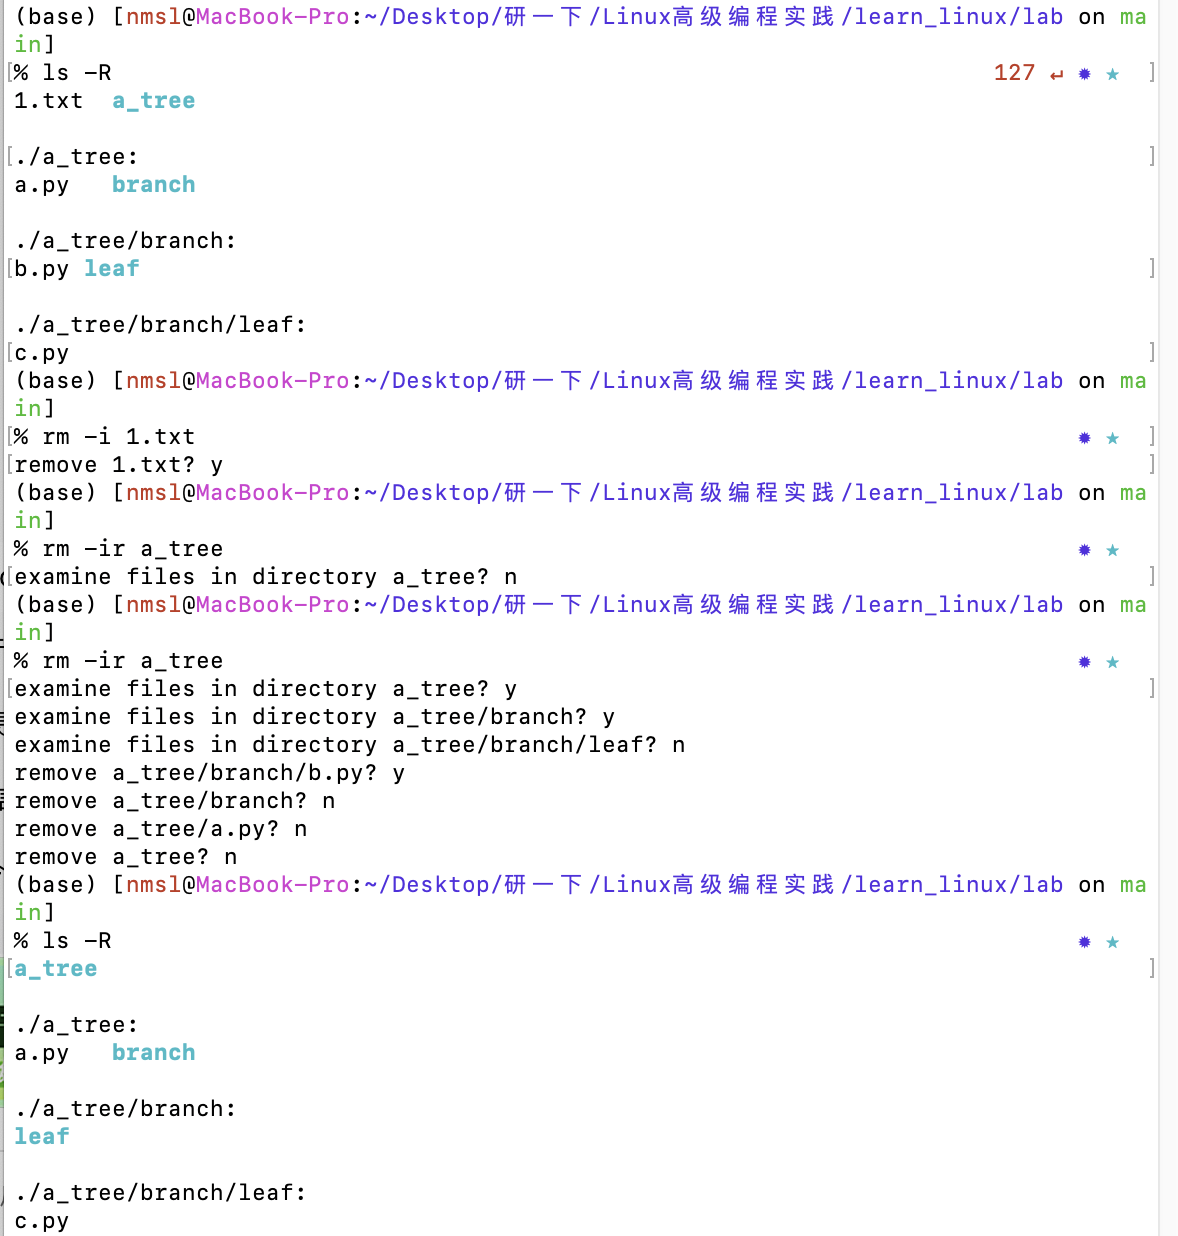 (base) [nmsl@MacBook-Pro:~/Desktop/研一下/Linux高级编程实践/learn_linux/lab on ma
in]
[% ls -R 127 ↵ ✹ ★ ]
1.txt  a_tree
[./a_tree: ]
a.py   branch
./a_tree/branch:
[b.py leaf ]
./a_tree/branch/leaf:
[c.py ]
(base) [nmsl@MacBook-Pro:~/Desktop/研一下/Linux高级编程实践/learn_linux/lab on ma
in]
[% rm -i 1.txt ✹ ★ ]
[remove 1.txt? y ]
(base) [nmsl@MacBook-Pro:~/Desktop/研一下/Linux高级编程实践/learn_linux/lab on ma
in]
% rm -ir a_tree ✹ ★
[examine files in directory a_tree? n ]
(base) [nmsl@MacBook-Pro:~/Desktop/研一下/Linux高级编程实践/learn_linux/lab on ma
in]
% rm -ir a_tree ✹ ★
[examine files in directory a_tree? y ]
examine files in directory a_tree/branch? y
examine files in directory a_tree/branch/leaf? n
remove a_tree/branch/b.py? y
remove a_tree/branch? n
remove a_tree/a.py? n
remove a_tree? n
(base) [nmsl@MacBook-Pro:~/Desktop/研一下/Linux高级编程实践/learn_linux/lab on ma
in]
% ls -R ✹ ★
[a_tree ]
./a_tree:
a.py   branch
./a_tree/branch:
leaf
./a_tree/branch/leaf:
c.py